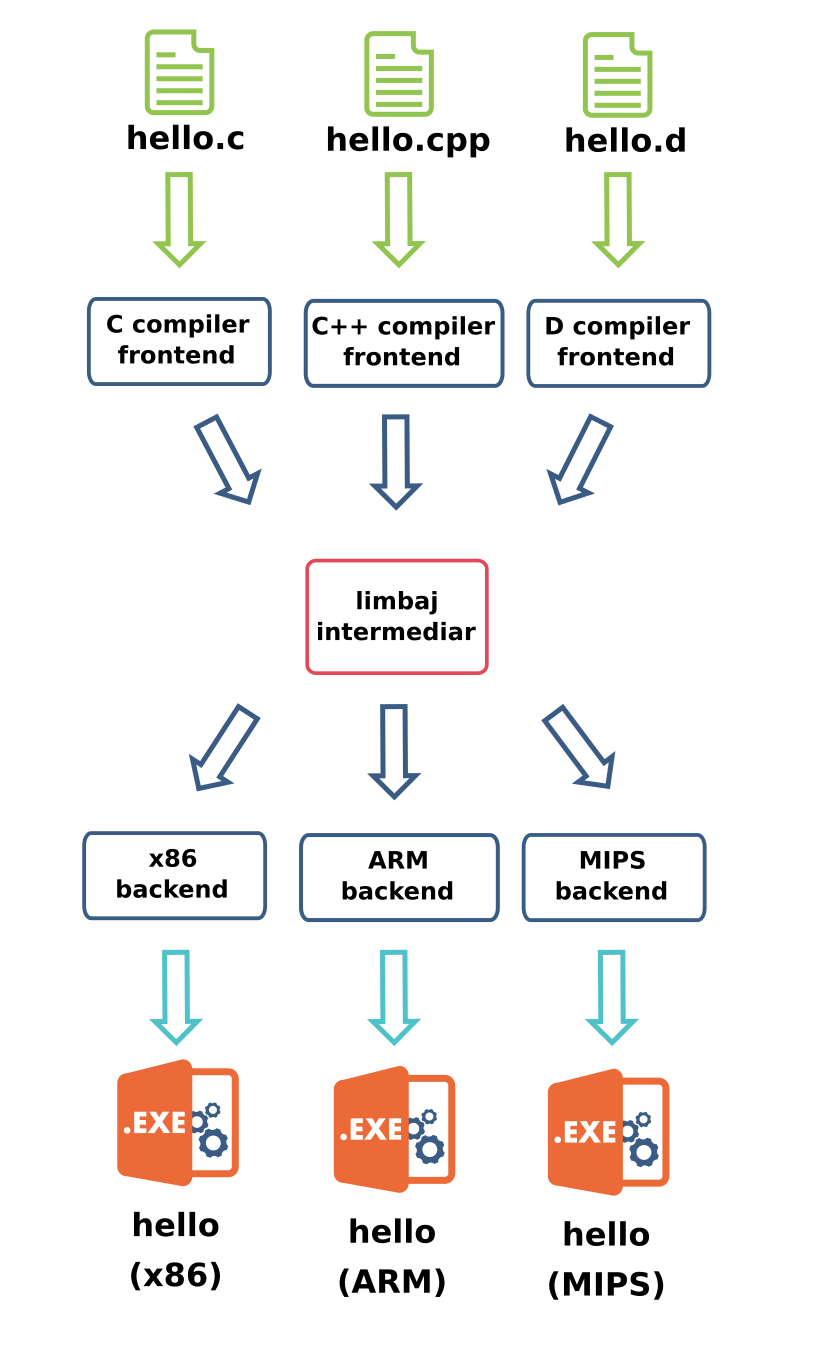 hello.c
hello.cpp
hello.d
C compiler
frontend
C++ compiler
frontend
D compiler
frontend
limbaj
intermediar
x86
backend
ARM
backend
MIPS
backend
.EXE
.EXE
.EXE
hello
(x86)
hello
(ARM)
hello
(MIPS)